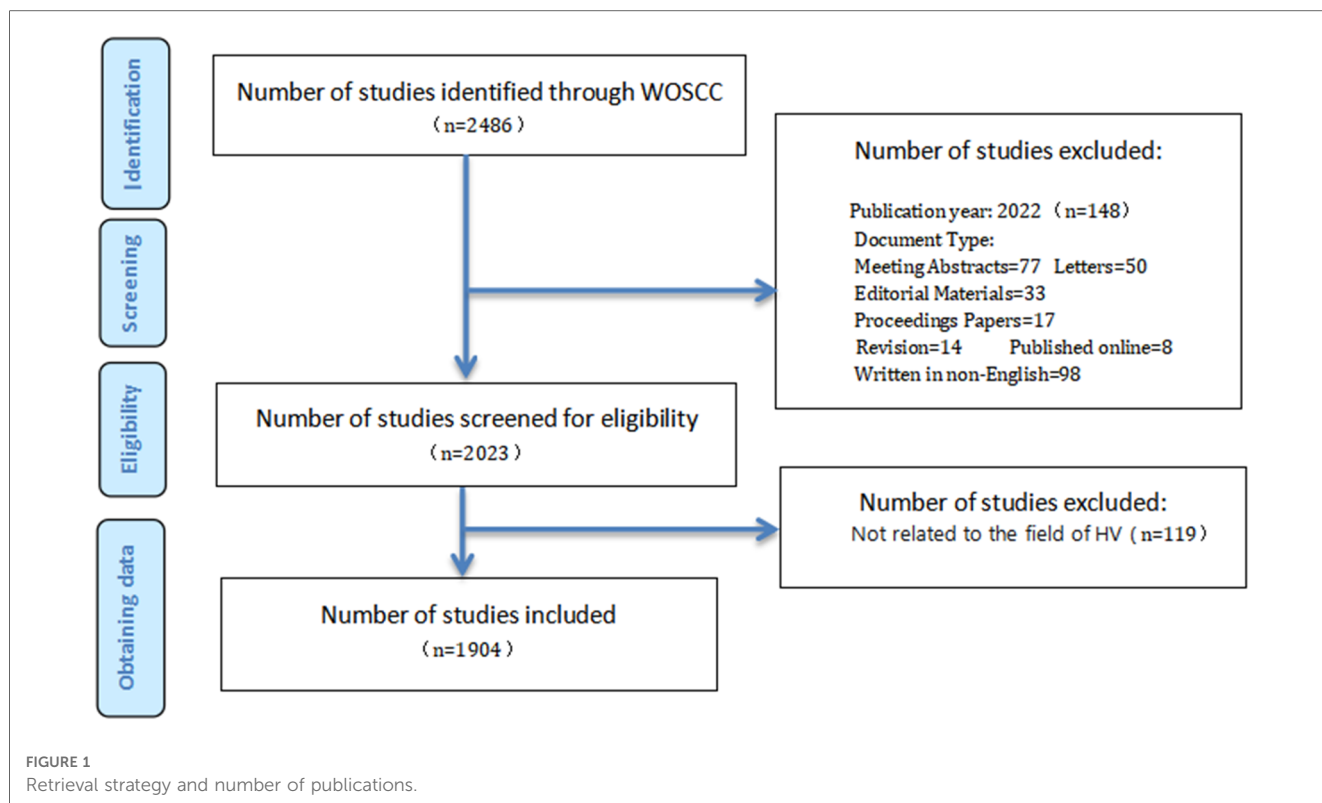 Identification
Number of studies identified through WOSCC
（n=2486）
Number of studies excluded:
Publication year: 2022（n=148）
Document Type:
Meeting Abstracts=77 Letters=50
Editorial Materials=33
Proceedings Papers=17
Revision=14 Published online=8
Written in non-English=98
Screening
Eligibility
Number of studies screened for eligibility
（n=2023）
Number of studies excluded:
Not related to the field of HV（n=119）
Obtaining data
Number of studies included
（n=1904）
FIGURE 1
Retrieval strategy and number of publications.